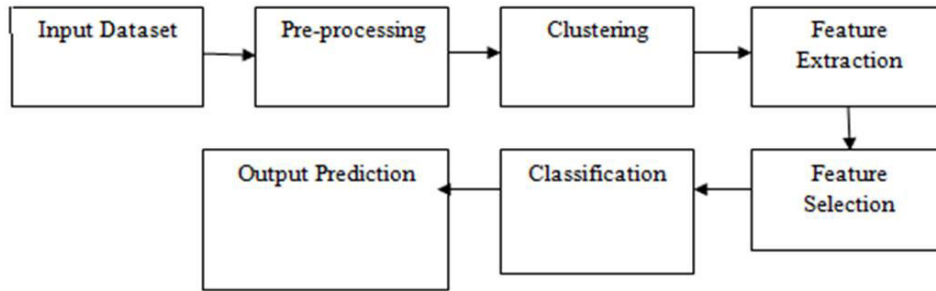 Input Dataset
Pre-processing
Clustering
Feature
Extraction
Output Prediction
Classification
Feature
Selection